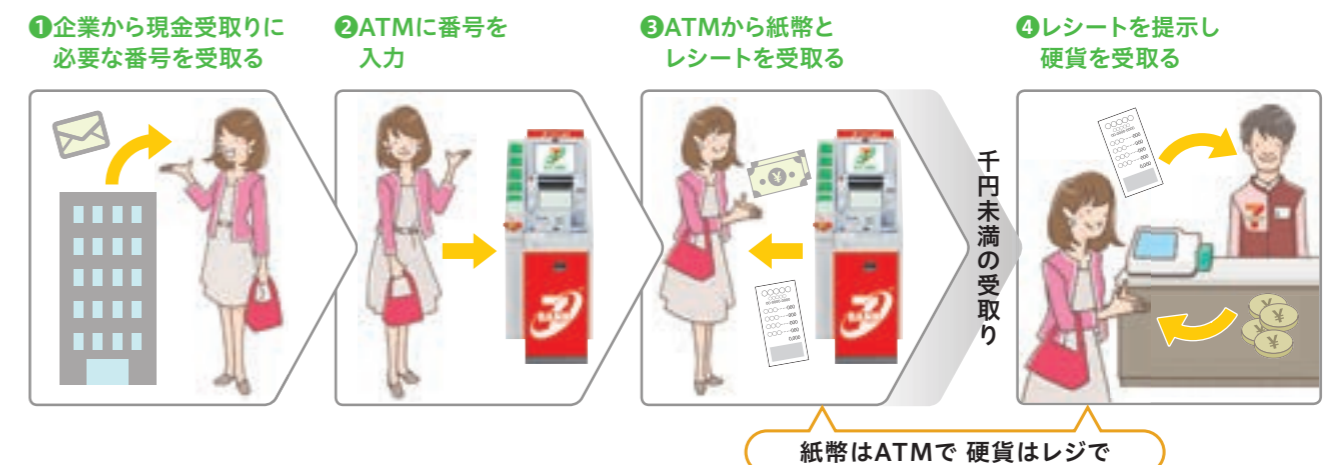 ❶企業から現金受取りに
必要な番号を受取る
❷ATMに番号を
入力
❸ATMから紙幣と
レシートを受取る
❹レシートを提示し
硬貨を受取る
千円未満の受取り
紙幣はATMで 硬貨はレジで